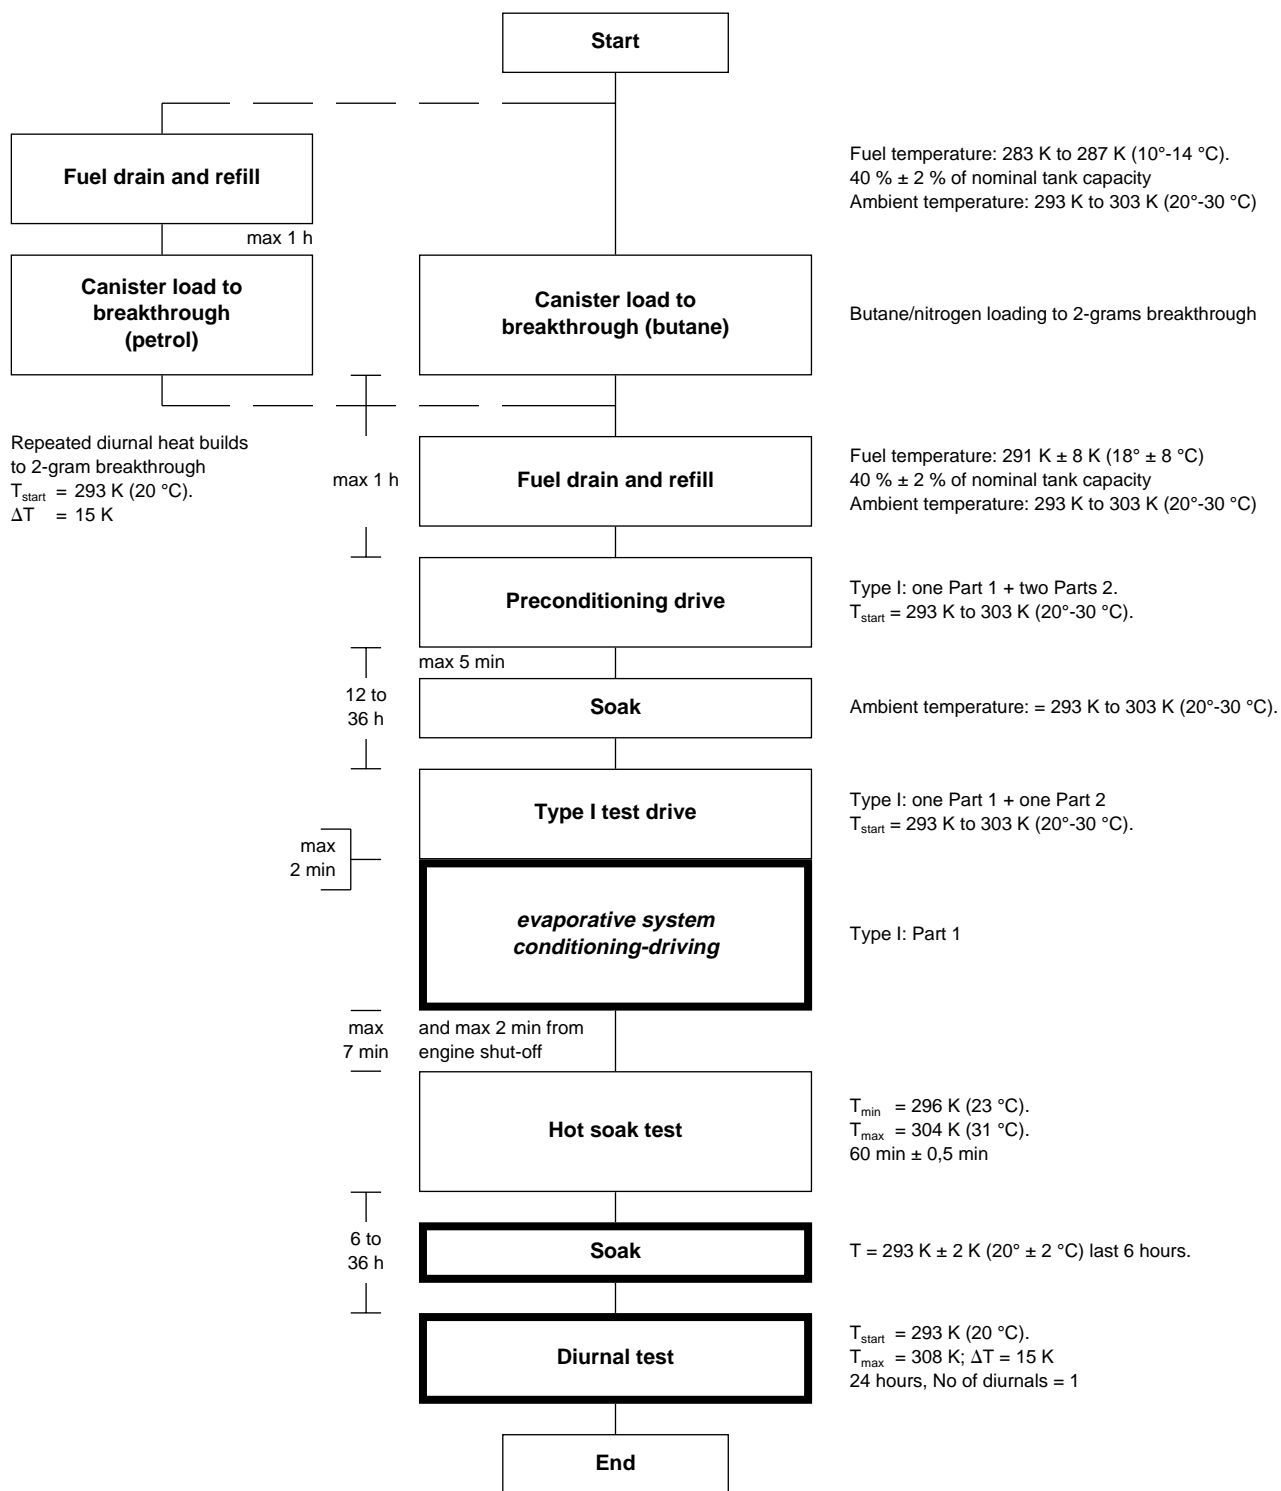 Start
Fuel drain and refill
Fuel temperature: 283 K to 287 K (10°-14 °C).
40 % ± 2 % of nominal tank capacity
Ambient temperature: 293 K to 303 K (20°-30 °C)
max 1 h
Canister load to
breakthrough
(petrol)
Canister load to
breakthrough (butane)
Butane/nitrogen loading to 2-grams breakthrough
Repeated diurnal heat builds
to 2-gram breakthrough
Tstart = 293 K (20 °C).
ΔT = 15 K
max 1 h
Fuel drain and refill
Fuel temperature: 291 K ± 8 K (18° ± 8 °C)
40 % ± 2 % of nominal tank capacity
Ambient temperature: 293 K to 303 K (20°-30 °C)
Preconditioning drive
Type I: one Part 1 + two Parts 2.
Tstart = 293 K to 303 K (20°-30 °C).
max 5 min
12 to
36 h
Soak
Ambient temperature: = 293 K to 303 K (20°-30 °C).
Type I test drive
Type I: one Part 1 + one Part 2
Tstart = 293 K to 303 K (20°-30 °C).
max
2 min
evaporative system
conditioning-driving
Type I: Part 1
max
7 min
and max 2 min from
engine shut-off
Hot soak test
Tmin = 296 K (23 °C).
Tmax = 304 K (31 °C).
60 min ± 0,5 min
6 to
36 h
Soak
T = 293 K ± 2 K (20° ± 2 °C) last 6 hours.
Diurnal test
Tstart = 293 K (20 °C).
Tmax = 308 K; ΔT = 15 K
24 hours, No of diurnals = 1
End